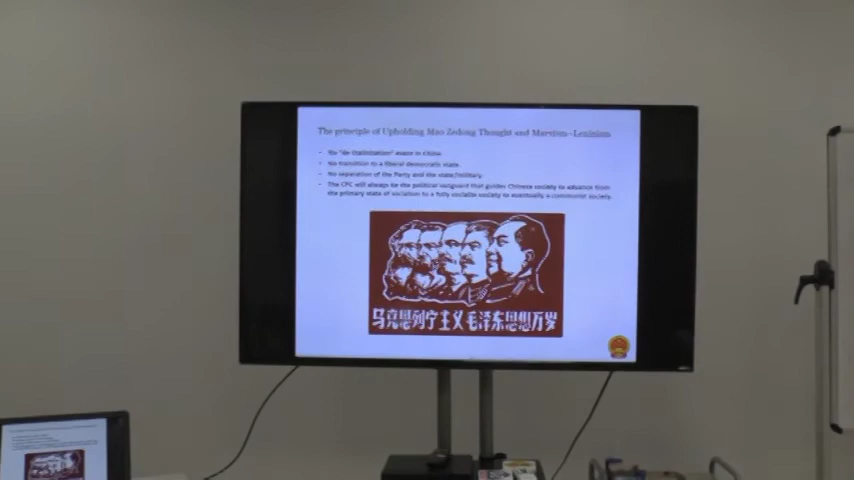 The principle of Upholding Mao Zedong Thought and Marxism-Leninism
No "de-Stalinization" event in China
No transition to a liberal democratic state.
No separation of the Party and the state/military.
The CPC will always be the political vanguard that guides Chinese society to advance from
the primary state of socialism to a fully socialist society to eventually a communist society.
马克思列宁主义毛泽东思想万岁